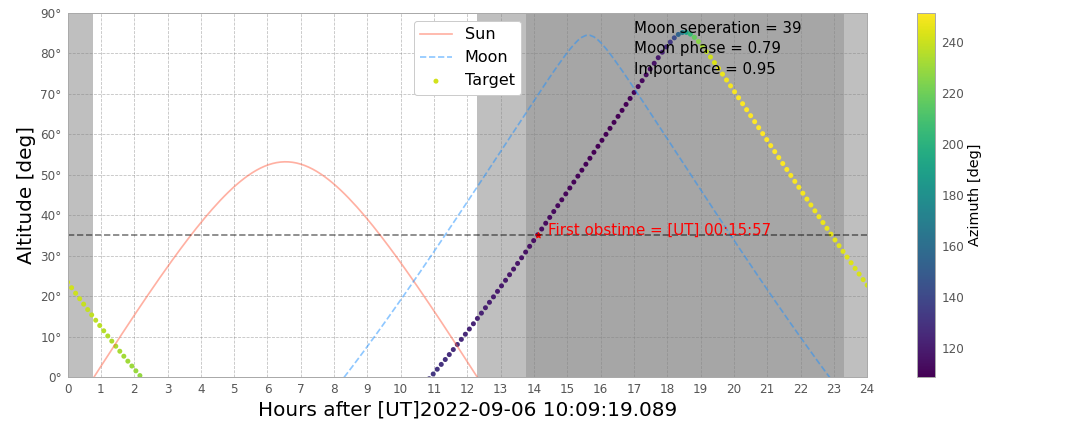 90°
80°
70°
60°
50°
40°
30°
20°
10°
0°
Altitude [deg]
Sun
Moon
Target
Moon seperation = 39
Moon phase = 0.79
Importance = 0.95
First obstime = [UT] 00:15:57
0 1 2 3 4 5 6 7 8 9 10 11 12 13 14 15 16 17 18 19 20 21 22 23 24
Hours after [UT]2022-09-06 10:09:19.089
240
220
200
180
160
140
120
Azimuth [deg]